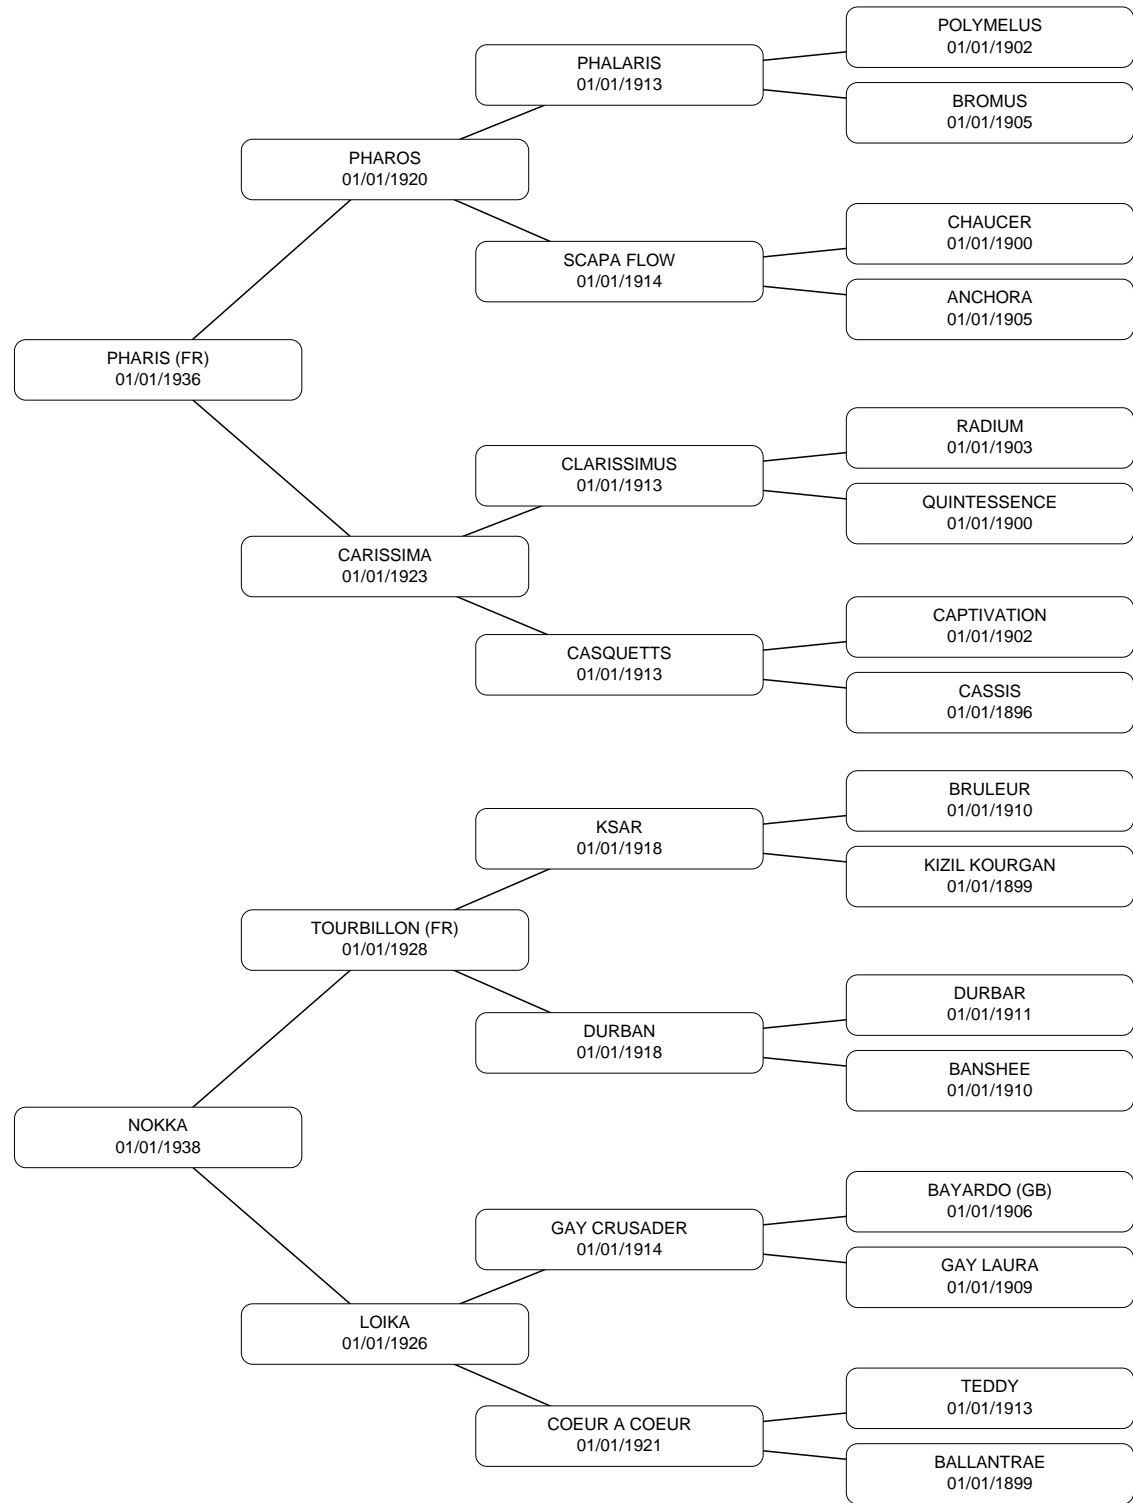 POLYMELUS
01/01/1902
PHALARIS
01/01/1913
BROMUS
01/01/1905
PHAROS
01/01/1920
CHAUCER
01/01/1900
SCAPA FLOW
01/01/1914
ANCHORA
01/01/1905
PHARIS (FR)
01/01/1936
RADIUM
01/01/1903
CLARISSIMUS
01/01/1913
QUINTESSENCE
01/01/1900
CARISSIMA
01/01/1923
CAPTIVATION
01/01/1902
CASQUETTS
01/01/1913
CASSIS
01/01/1896
BRULEUR
01/01/1910
KSAR
01/01/1918
KIZIL KOURGAN
01/01/1899
TOURBILLON (FR)
01/01/1928
DURBAR
01/01/1911
DURBAN
01/01/1918
BANSHEE
01/01/1910
NOKKA
01/01/1938
BAYARDO (GB)
01/01/1906
GAY CRUSADER
01/01/1914
GAY LAURA
01/01/1909
LOIKA
01/01/1926
TEDDY
01/01/1913
COEUR A COEUR
01/01/1921
BALLANTRAE
01/01/1899